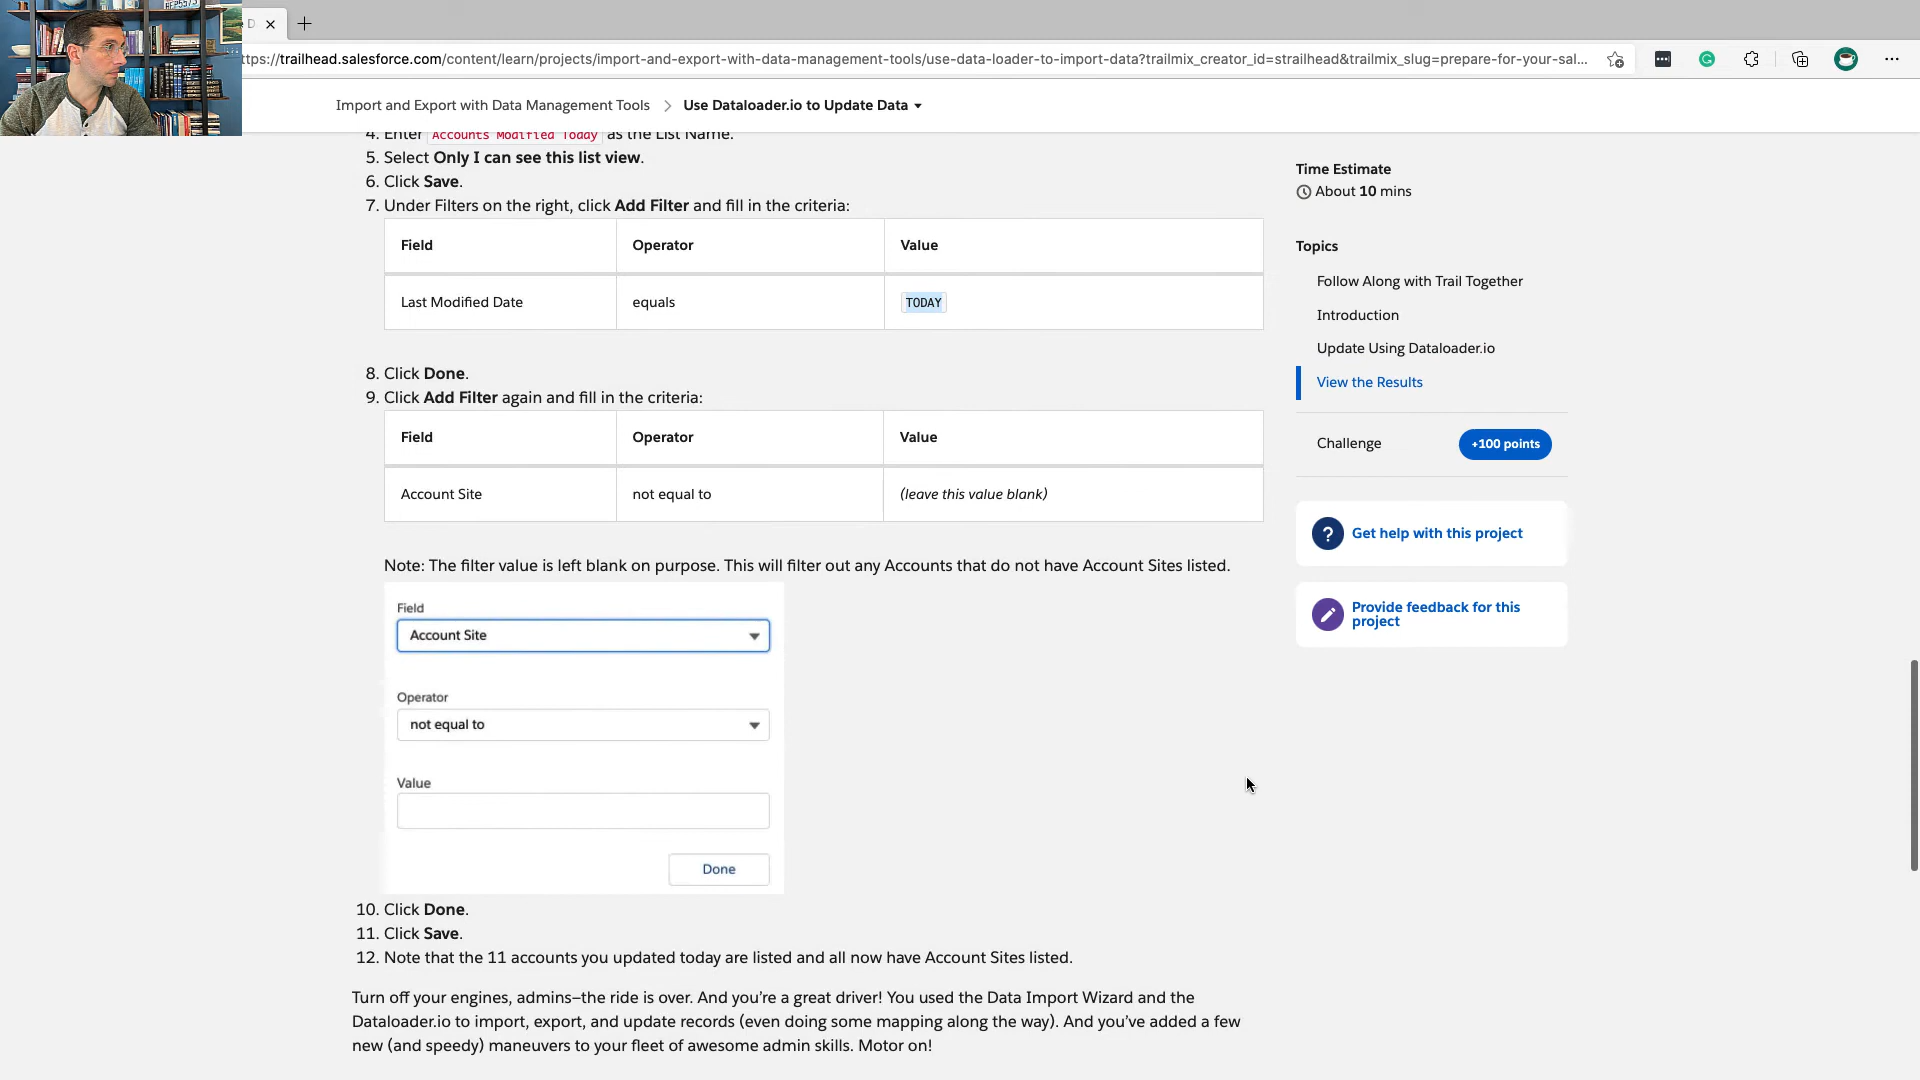 HFP5573
D
ttps://trailhead.salesforce.com/content/learn/projects/import-and-export-with-data-management-tools/use-data-loader-to-import-data?trailmix_creator_id=strailhead&trailmix_slug=prepare-for-your-sal...
Import and Export with Data Management Tools
Use Dataloader.io to Update Data
4. Enter Accounts Modified Today as the List Name.
5. Select Only I can see this list view.
6. Click Save.
7. Under Filters on the right, click Add Filter and fill in the criteria:
Field Operator Value
Last Modified Date equals TODAY
8. Click Done.
9. Click Add Filter again and fill in the criteria:
Field Operator Value
Account Site not equal to (leave this value blank)
Note: The filter value is left blank on purpose. This will filter out any Accounts that do not have Account Sites listed.
Field
Account Site
Operator
not equal to
Value
Done
10. Click Done.
11. Click Save.
12. Note that the 11 accounts you updated today are listed and all now have Account Sites listed.
Turn off your engines, admins—the ride is over. And you’re a great driver! You used the Data Import Wizard and the
Dataloader.io to import, export, and update records (even doing some mapping along the way). And you’ve added a few
new (and speedy) maneuvers to your fleet of awesome admin skills. Motor on!
Time Estimate
About 10 mins
Topics
Follow Along with Trail Together
Introduction
Update Using Dataloader.io
View the Results
Challenge +100 points
? Get help with this project
Provide feedback for this
project